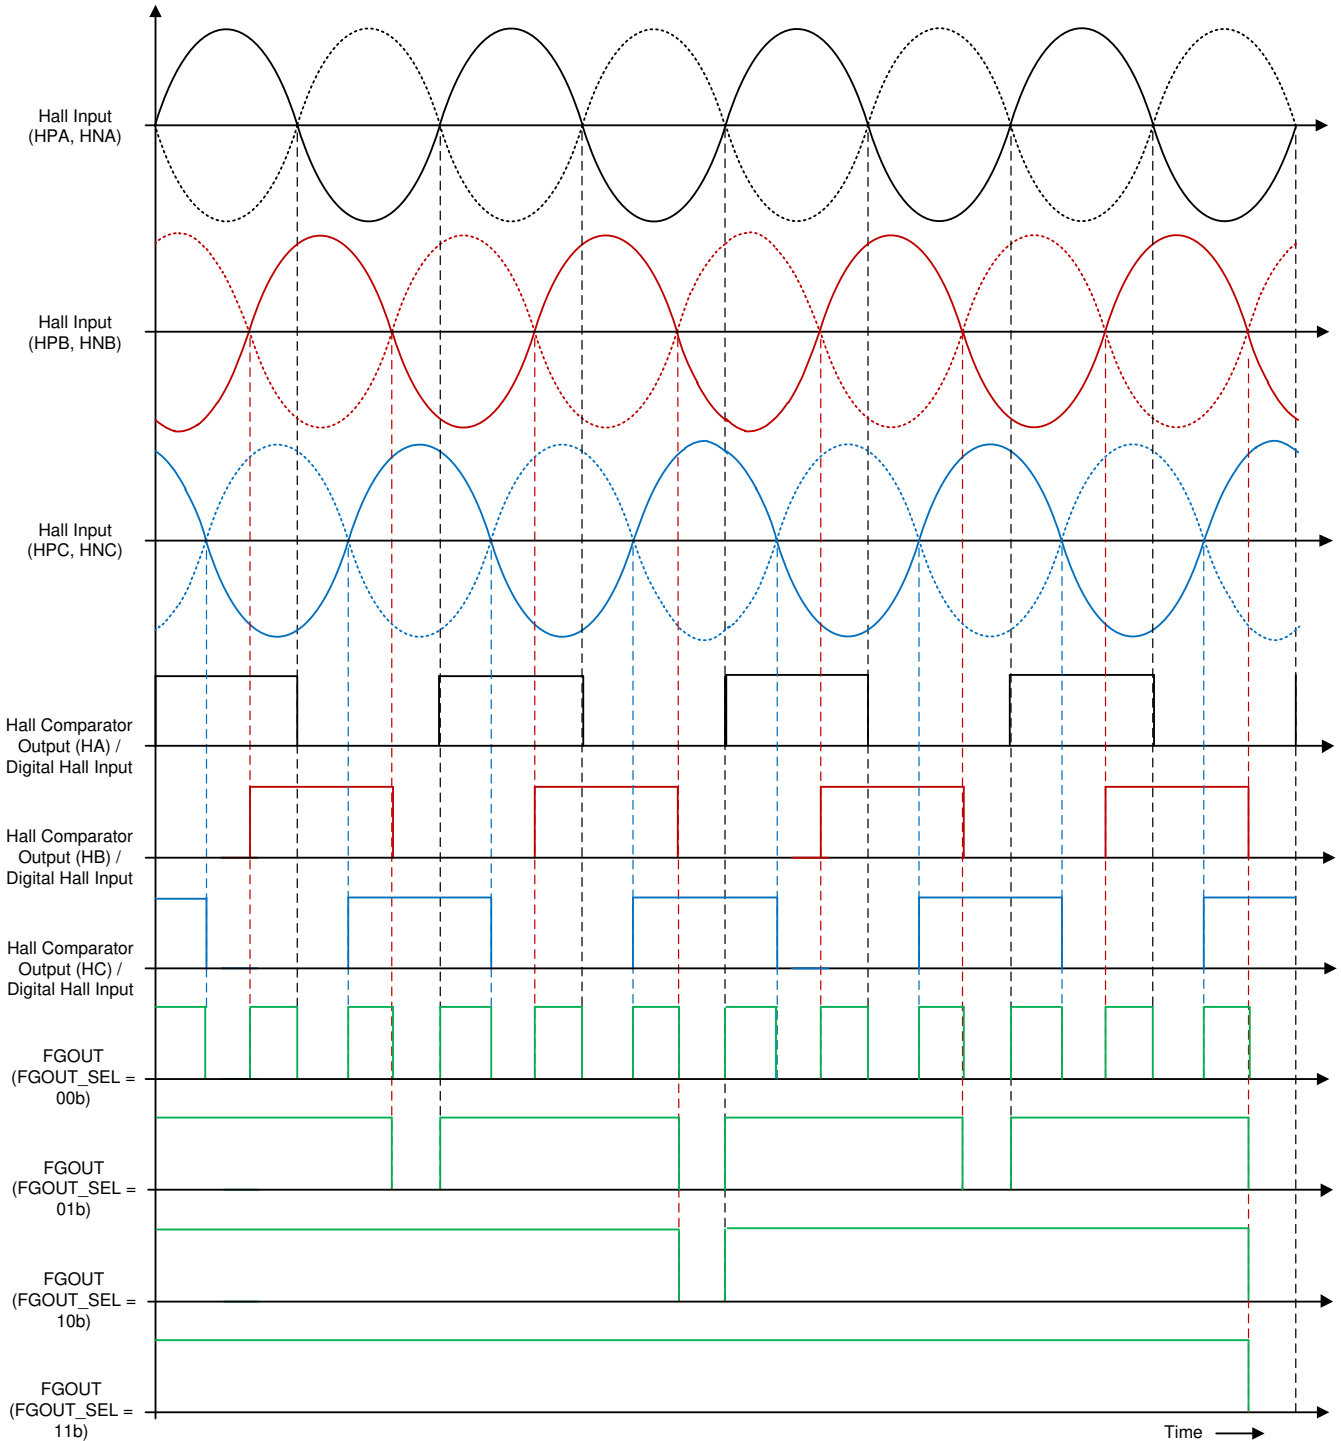 Hall Input
(HPA, HNA)
Hall Input
(HPB, HNB)
Hall Input
(HPC, HNC)
Hall Comparator
Output (HA) /
Digital Hall Input
Hall Comparator
Output (HB) /
Digital Hall Input
Hall Comparator
Output (HC) /
Digital Hall Input
FGOUT
(FGOUT_SEL =
00b)
FGOUT
(FGOUT_SEL =
01b)
FGOUT
(FGOUT_SEL =
10b)
FGOUT
(FGOUT_SEL =
11b)
Time